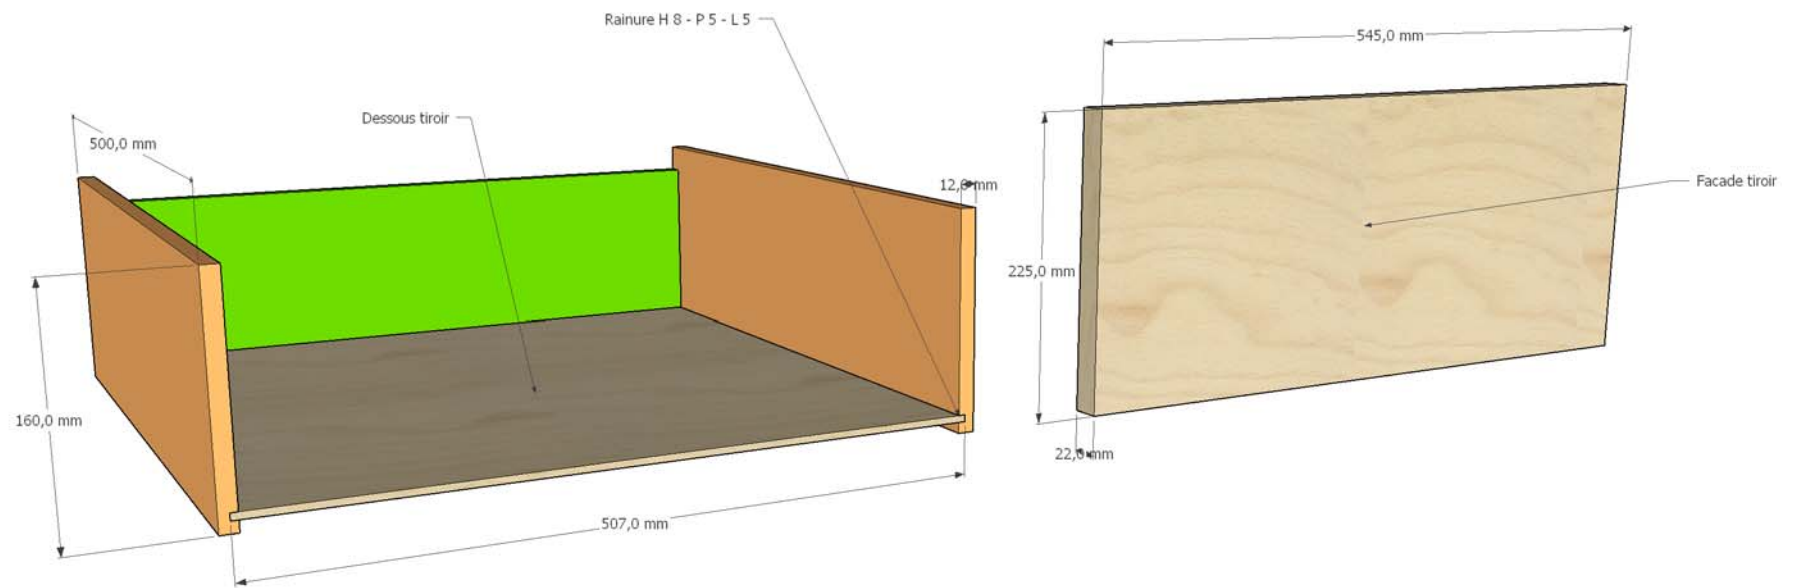 Rainure H 8 - P 5 - L 5
545,0 mm
Dessous tiroir
500,0 mm
12,0 mm
Facade tiroir
225,0 mm
160,0 mm
22,0 mm
507,0 mm